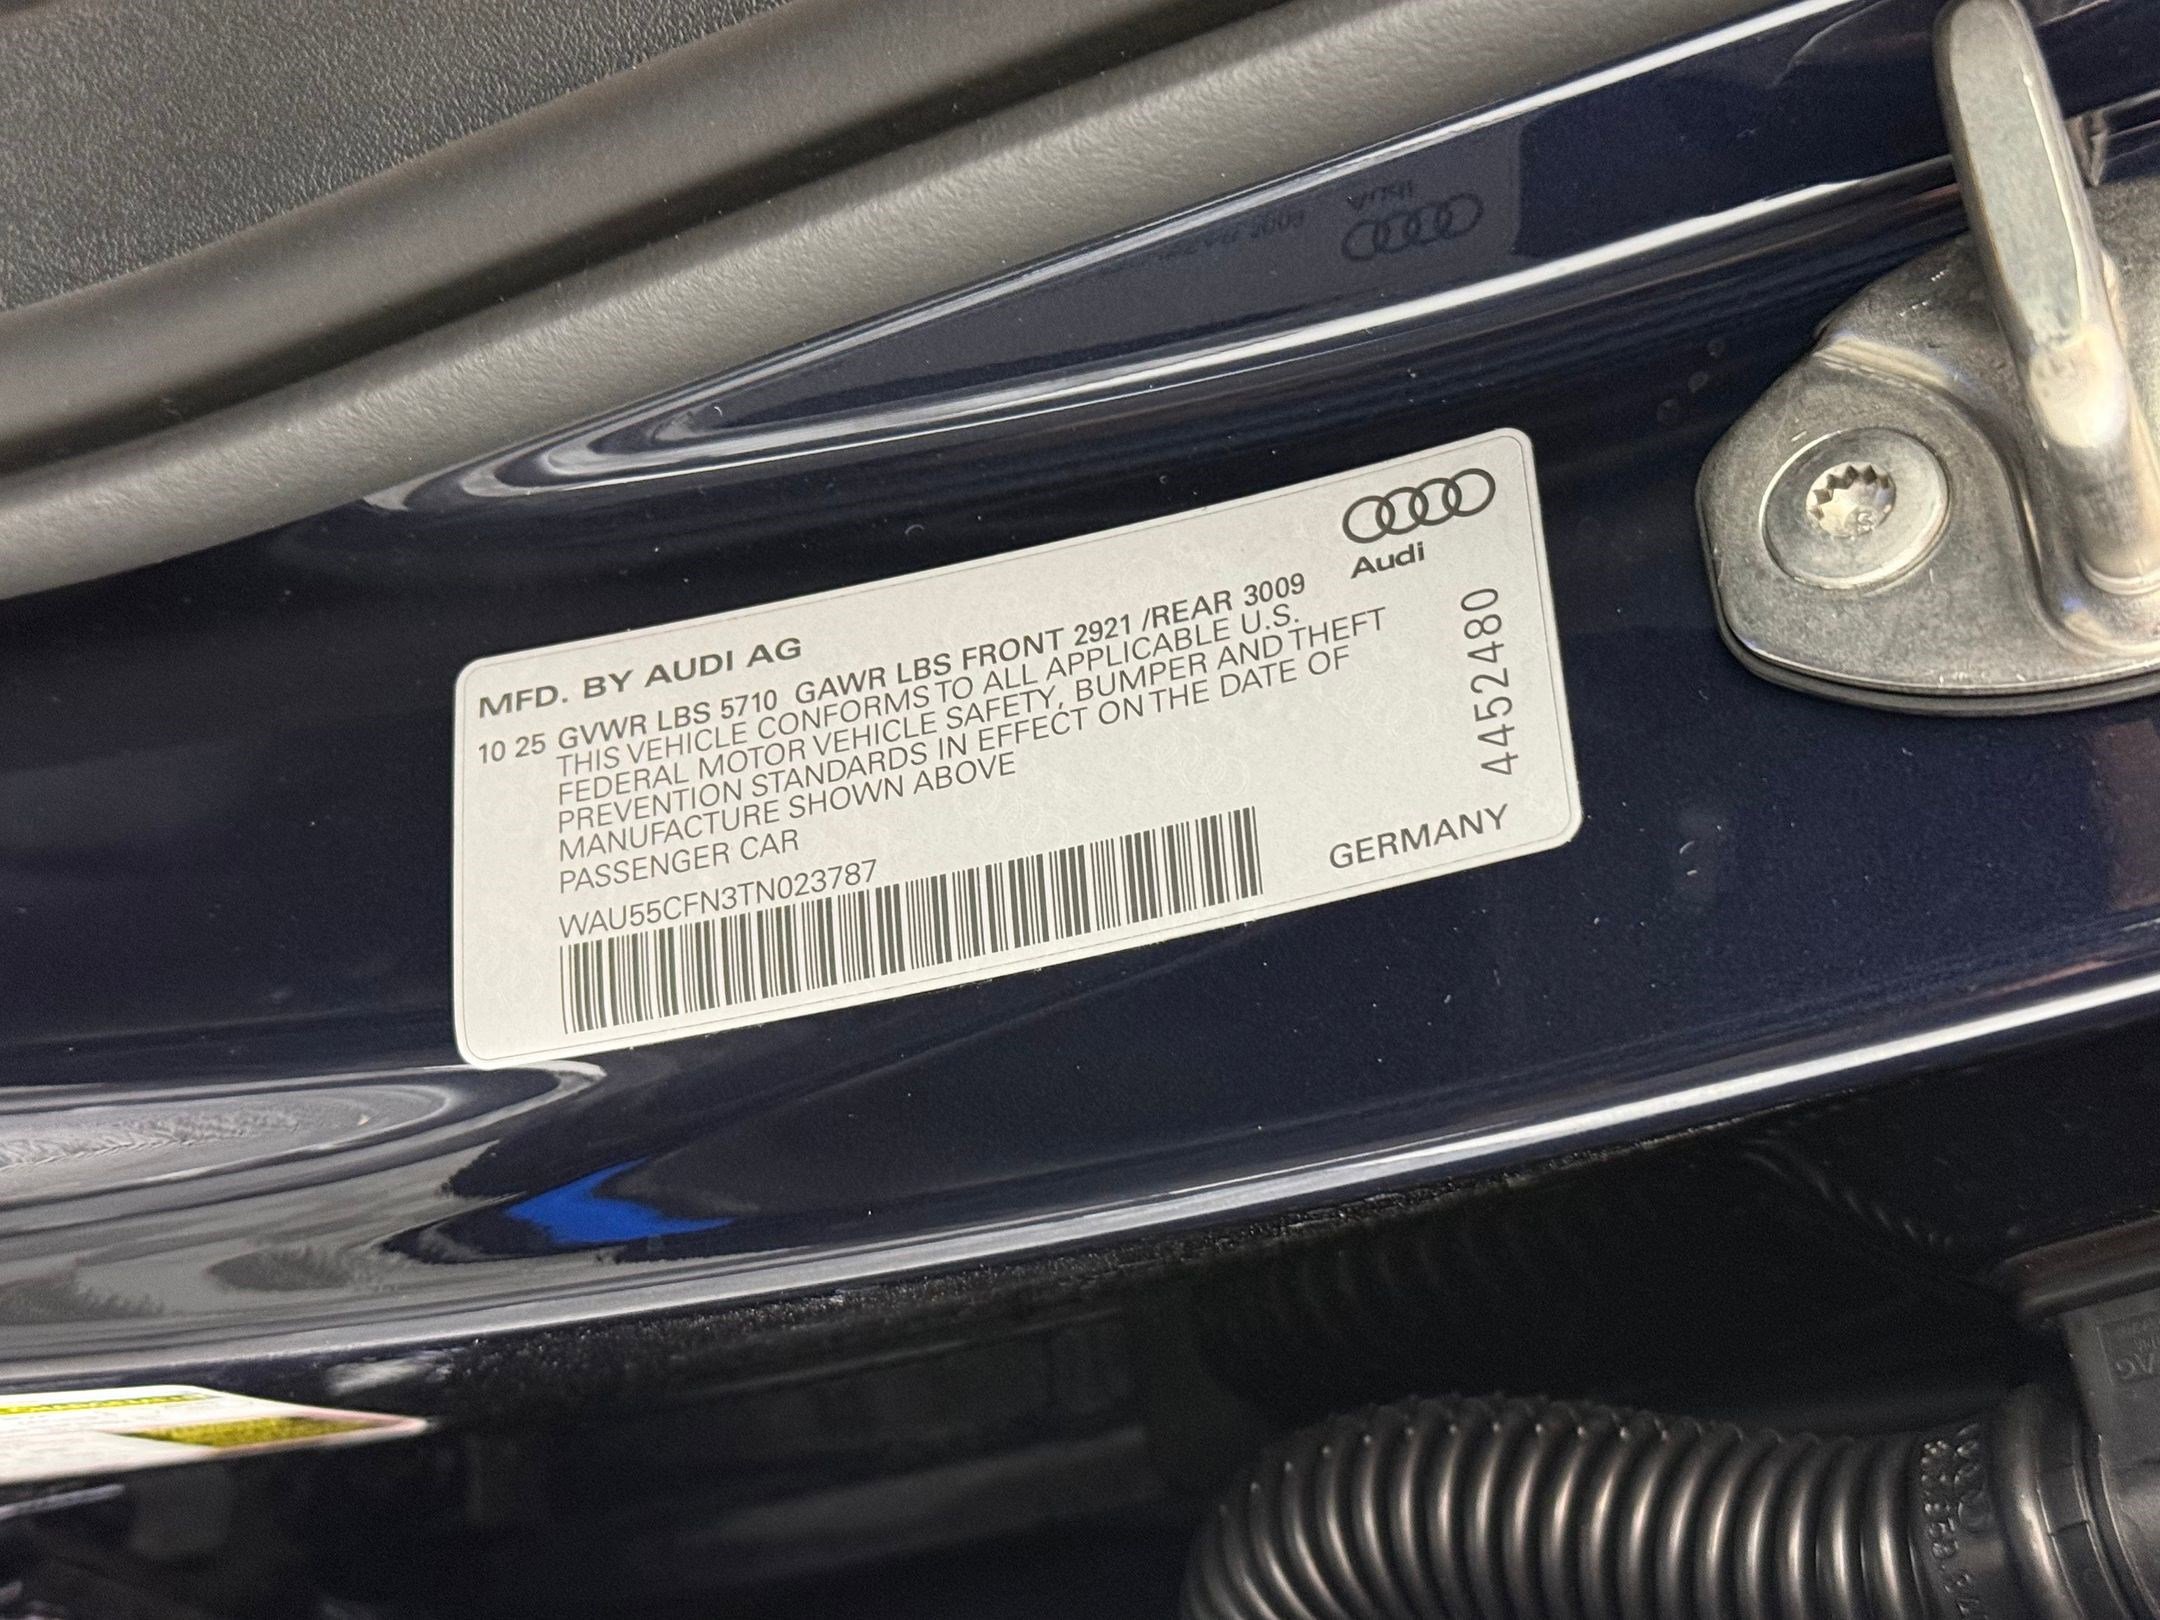 Audi
MFD. BY AUDI AG
10 25 GVWR LBS 5710 GAWR LBS FRONT 2921 /REAR 3009
THIS VEHICLE CONFORMS TO ALL APPLICABLE U.S.
FEDERAL MOTOR VEHICLE SAFETY, BUMPER AND THEFT
PREVENTION STANDARDS IN EFFECT ON THE DATE OF
MANUFACTURE SHOWN ABOVE
PASSENGER CAR
WAU55CFN3TN023787
GERMANY
4452480